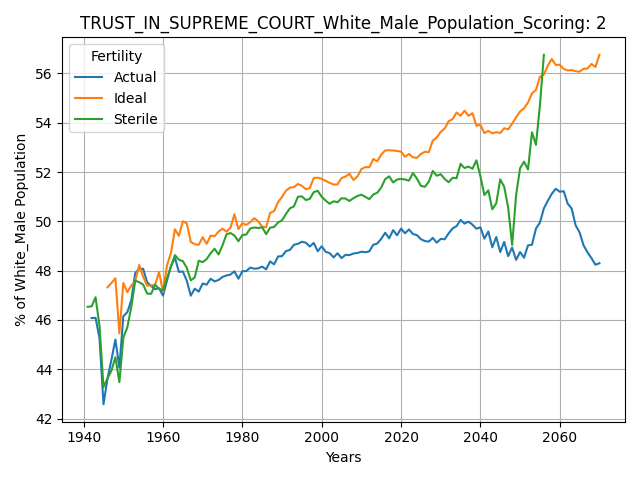 TRUST_IN_SUPREME_COURT_White_Male_Population_Scoring: 2
Fertility
Actual
Ideal
Sterile
% of White_Male Population
56
54
52
50
48
46
44
42
1940 1960 1980 2000 2020 2040 2060
Years